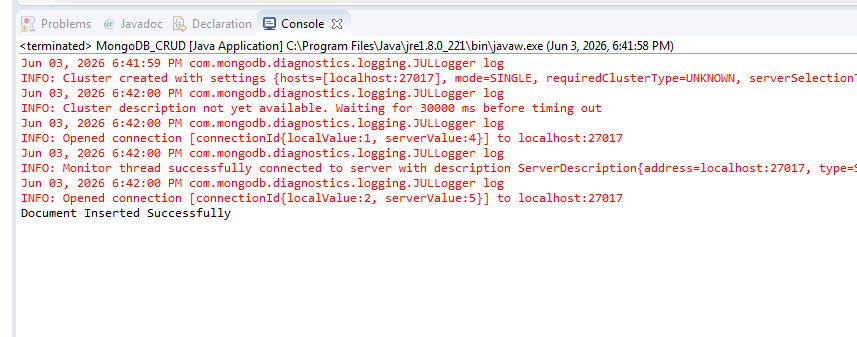 Problems @ Javadoc Declaration Console
<terminated> MongoDB_CRUD [Java Application] C:\Program Files\Java\jre1.8.0_221\bin\javaw.exe (Jun 3, 2026, 6:41:58 PM)
Jun 03, 2026 6:41:59 PM com.mongodb.diagnostics.logging.JULLogger log
INFO: Cluster created with settings {hosts=[localhost:27017], mode=SINGLE, requiredClusterType=UNKNOWN, serverSelectionT
Jun 03, 2026 6:42:00 PM com.mongodb.diagnostics.logging.JULLogger log
INFO: Cluster description not yet available. Waiting for 30000 ms before timing out
Jun 03, 2026 6:42:00 PM com.mongodb.diagnostics.logging.JULLogger log
INFO: Opened connection [connectionId{localValue:1, serverValue:4}] to localhost:27017
Jun 03, 2026 6:42:00 PM com.mongodb.diagnostics.logging.JULLogger log
INFO: Monitor thread successfully connected to server with description ServerDescription{address=localhost:27017, type=S
Jun 03, 2026 6:42:00 PM com.mongodb.diagnostics.logging.JULLogger log
INFO: Opened connection [connectionId{localValue:2, serverValue:5}] to localhost:27017
Document Inserted Successfully